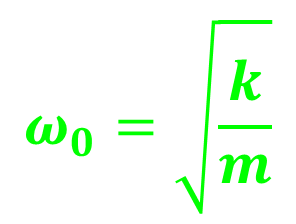 ω₀ = √(k/m)